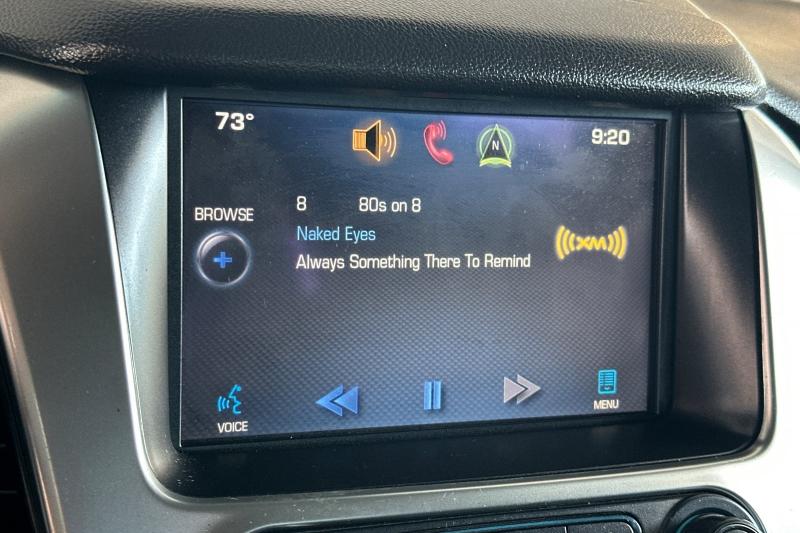 73°
N
9:20
8 80s on 8
BROWSE
Naked Eyes
XM
Always Something There To Remind
VOICE
MENU